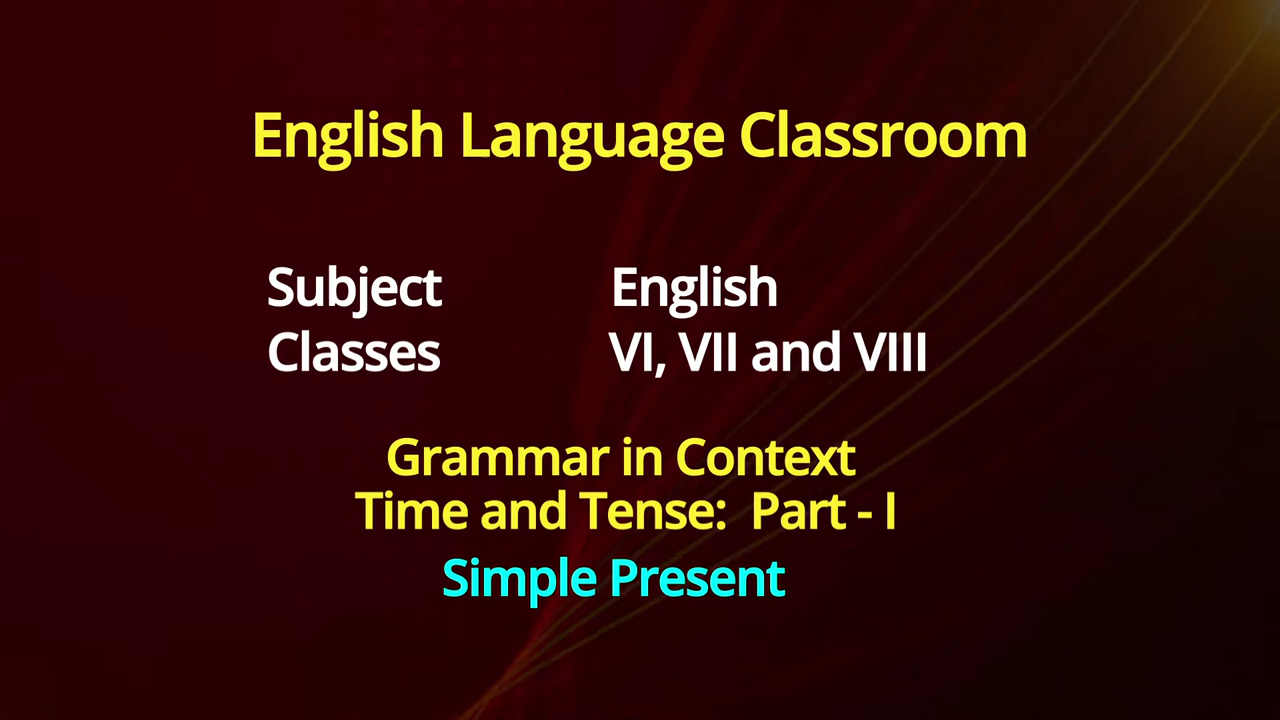 English Language Classroom
Subject English
Classes VI, VII and VIII
Grammar in Context
Time and Tense: Part - I
Simple Present